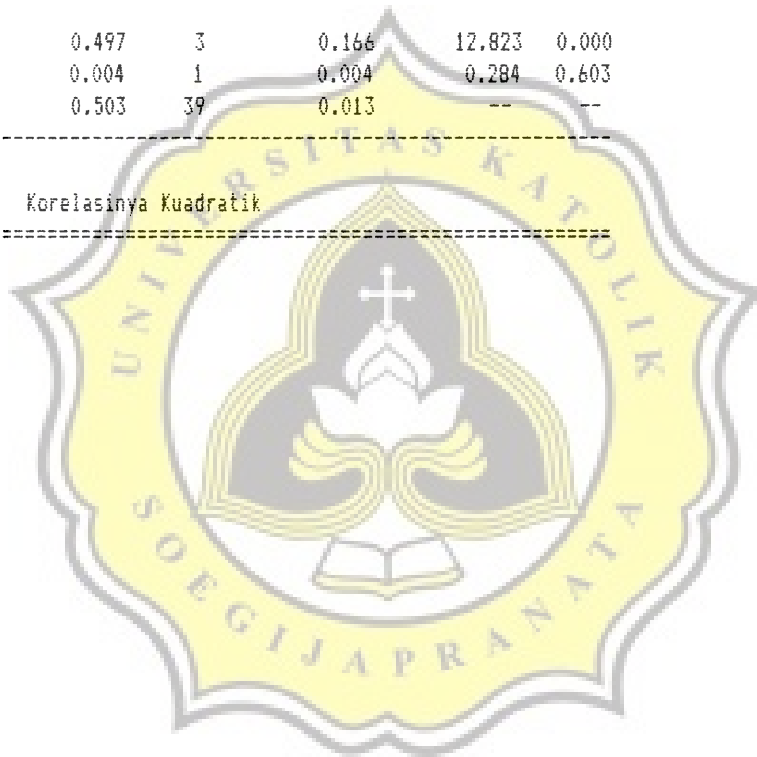 0.497 3 0.166 12.823 0.000
0.004 1 0.004 0.284 0.603
0.503 39 0.013 -- --
Korelasinya Kuadratik
UNIVERSITAS KATOLIK
SOEGIJAPRANATA